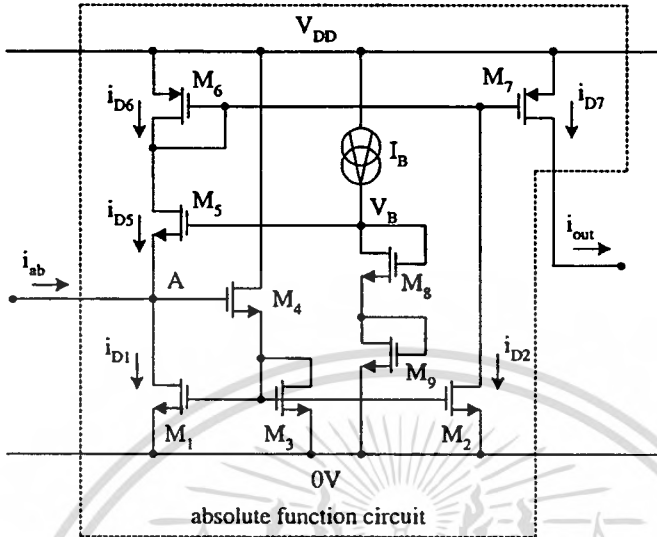 V_DD
M_6
M_7
i_D6
i_D7
I_B
i_D5
M_5
V_B
i_out
i_ab
A
M_4
M_8
i_D1
i_D2
M_9
M_1
M_3
M_2
0V
absolute function circuit